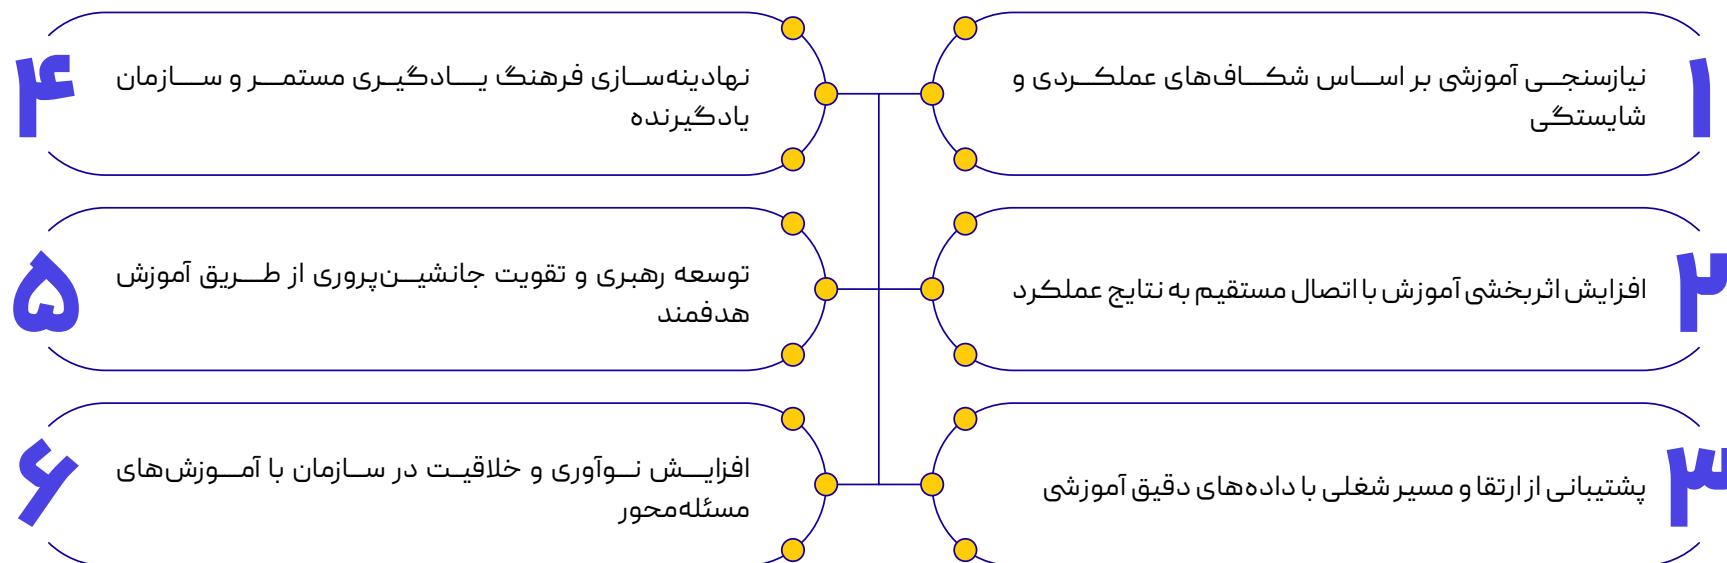 ۱
نیازسنجی آموزشی بر اساس شکاف‌های عملکردی و
شایستگی
۲
افزایش اثربخشی آموزش با اتصال مستقیم به نتایج عملکرد
۳
پشتیبانی از ارتقا و مسیر شغلی با داده‌های دقیق آموزشی
۴
نهادینه‌سازی فرهنگ یادگیری مستمر و سازمان
یادگیرنده
۵
توسعه رهبری و تقویت جانشین‌پروری از طریق آموزش
هدفمند
۶
افزایش نوآوری و خلاقیت در سازمان با آموزش‌های
مسئله‌محور